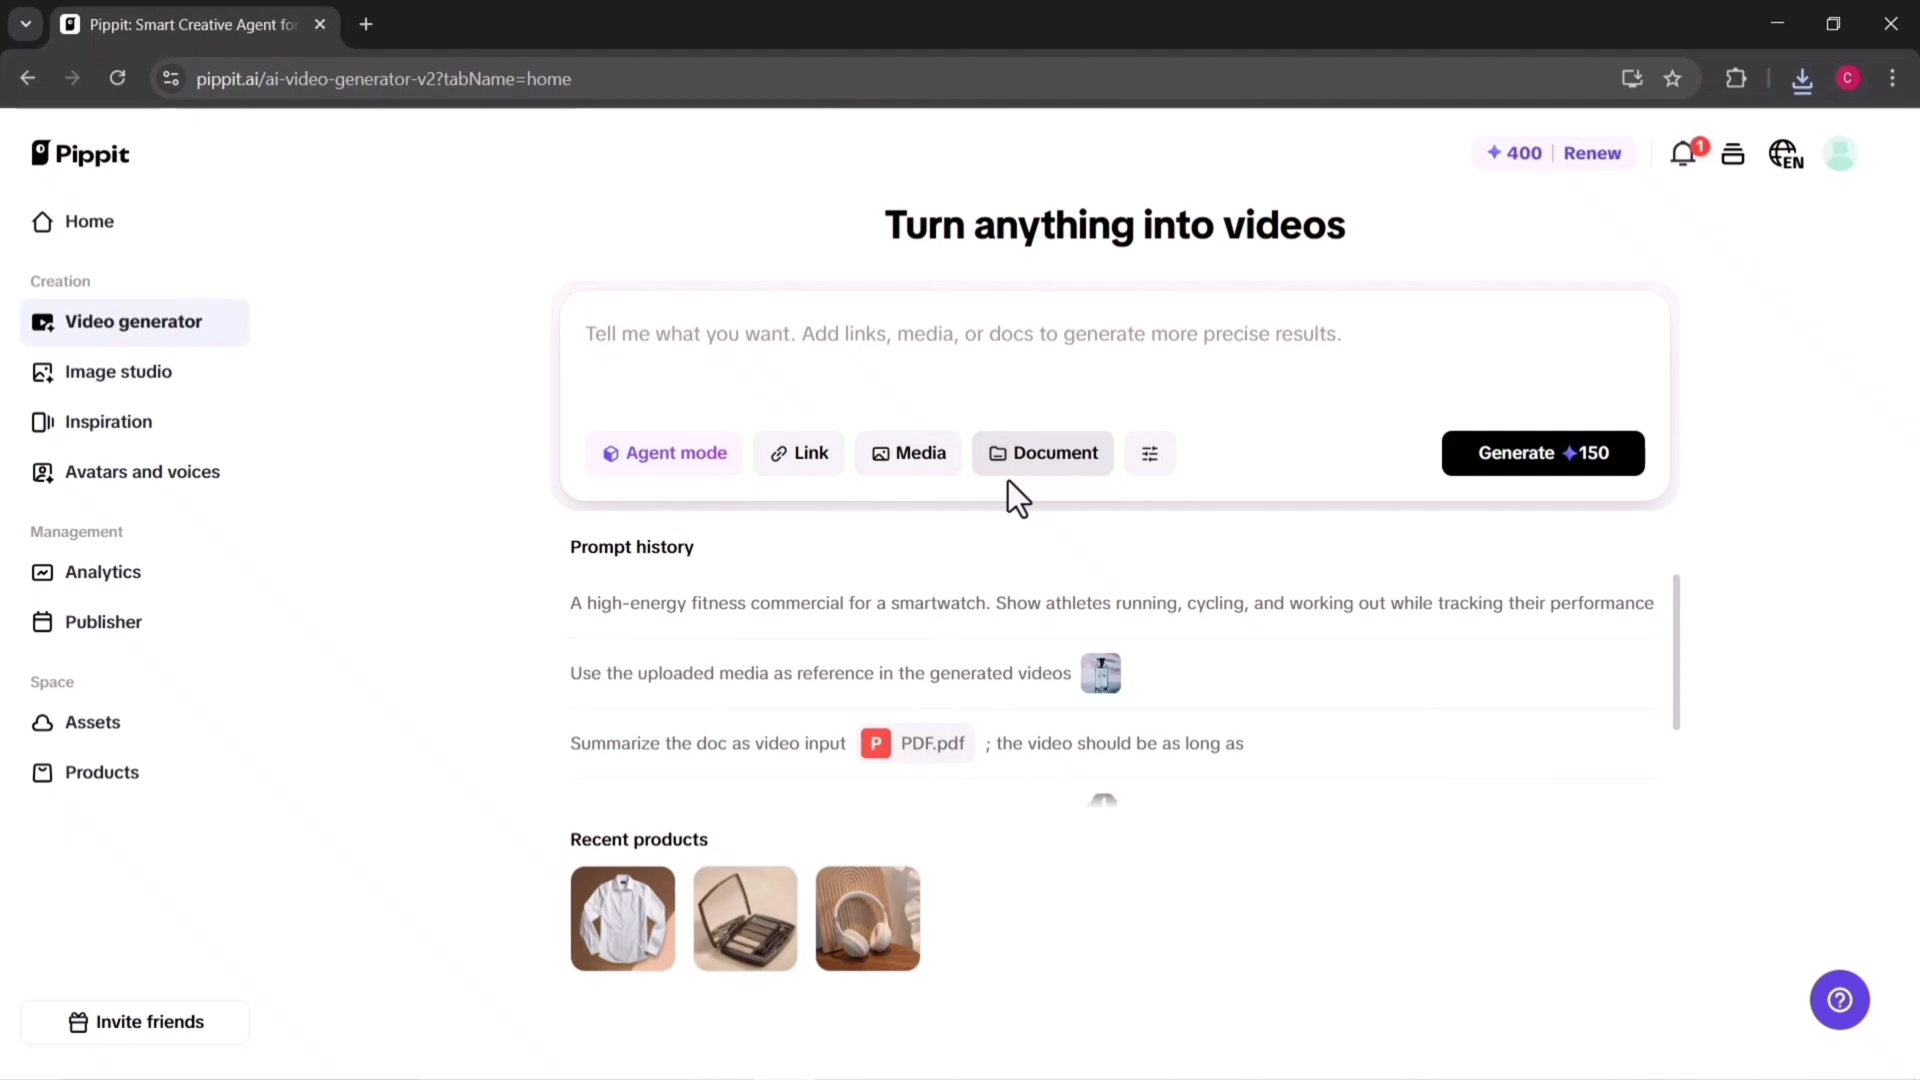 Pippit: Smart Creative Agent for
pippit.ai/ai-video-generator-v2?tabName=home
C
Pippit
400 | Renew
1
EN
Home
Creation
Video generator
Image studio
Inspiration
Avatars and voices
Management
Analytics
Publisher
Space
Assets
Products
Invite friends
Turn anything into videos
Tell me what you want. Add links, media, or docs to generate more precise results.
Agent mode
Link
Media
Document
Generate 150
Prompt history
A high-energy fitness commercial for a smartwatch. Show athletes running, cycling, and working out while tracking their performance
Use the uploaded media as reference in the generated videos
Summarize the doc as video input P PDF.pdf ; the video should be as long as
Recent products